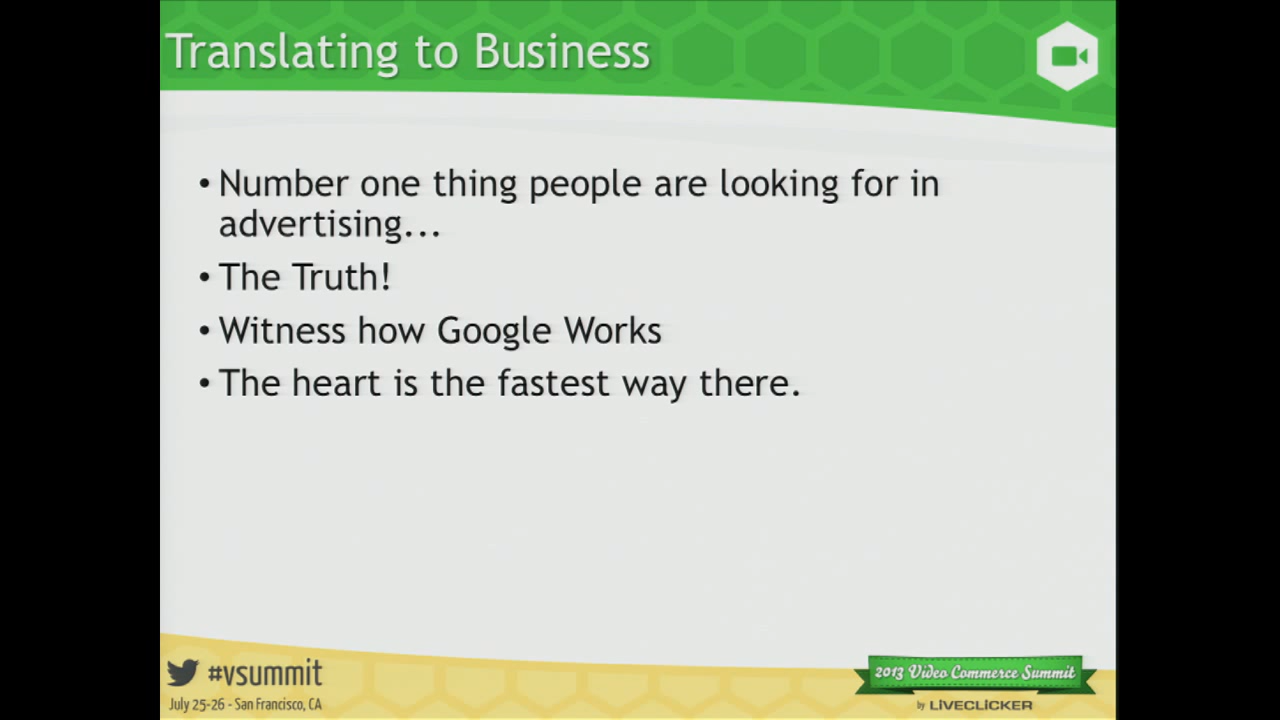 Translating to Business
• Number one thing people are looking for in
advertising...
• The Truth!
• Witness how Google Works
• The heart is the fastest way there.
#vsummit
July 25-26 - San Francisco, CA
2013 Video Commerce Summit
by LiVECLiCKER